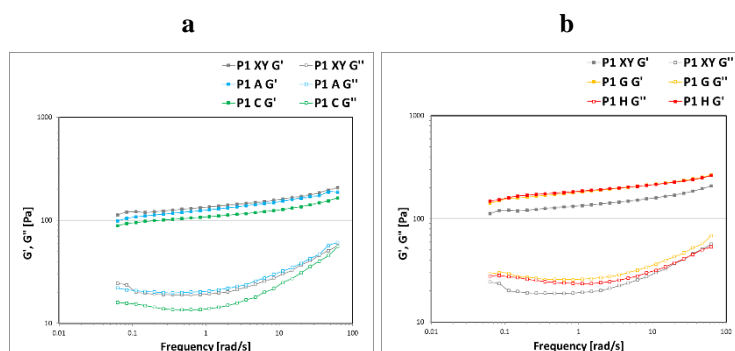 a
P1 XY G' P1 XY G''
P1 A G' P1 A G''
P1 C G' P1 C G''
1000
100
10
G', G'' [Pa]
0.01 0.1 1 10 100
Frequency [rad/s]
b
P1 XY G' P1 XY G''
P1 G G' P1 G G''
P1 H G'' P1 H G'
1000
100
10
G', G'' [Pa]
0.01 0.1 1 10 100
Frequency [rad/s]